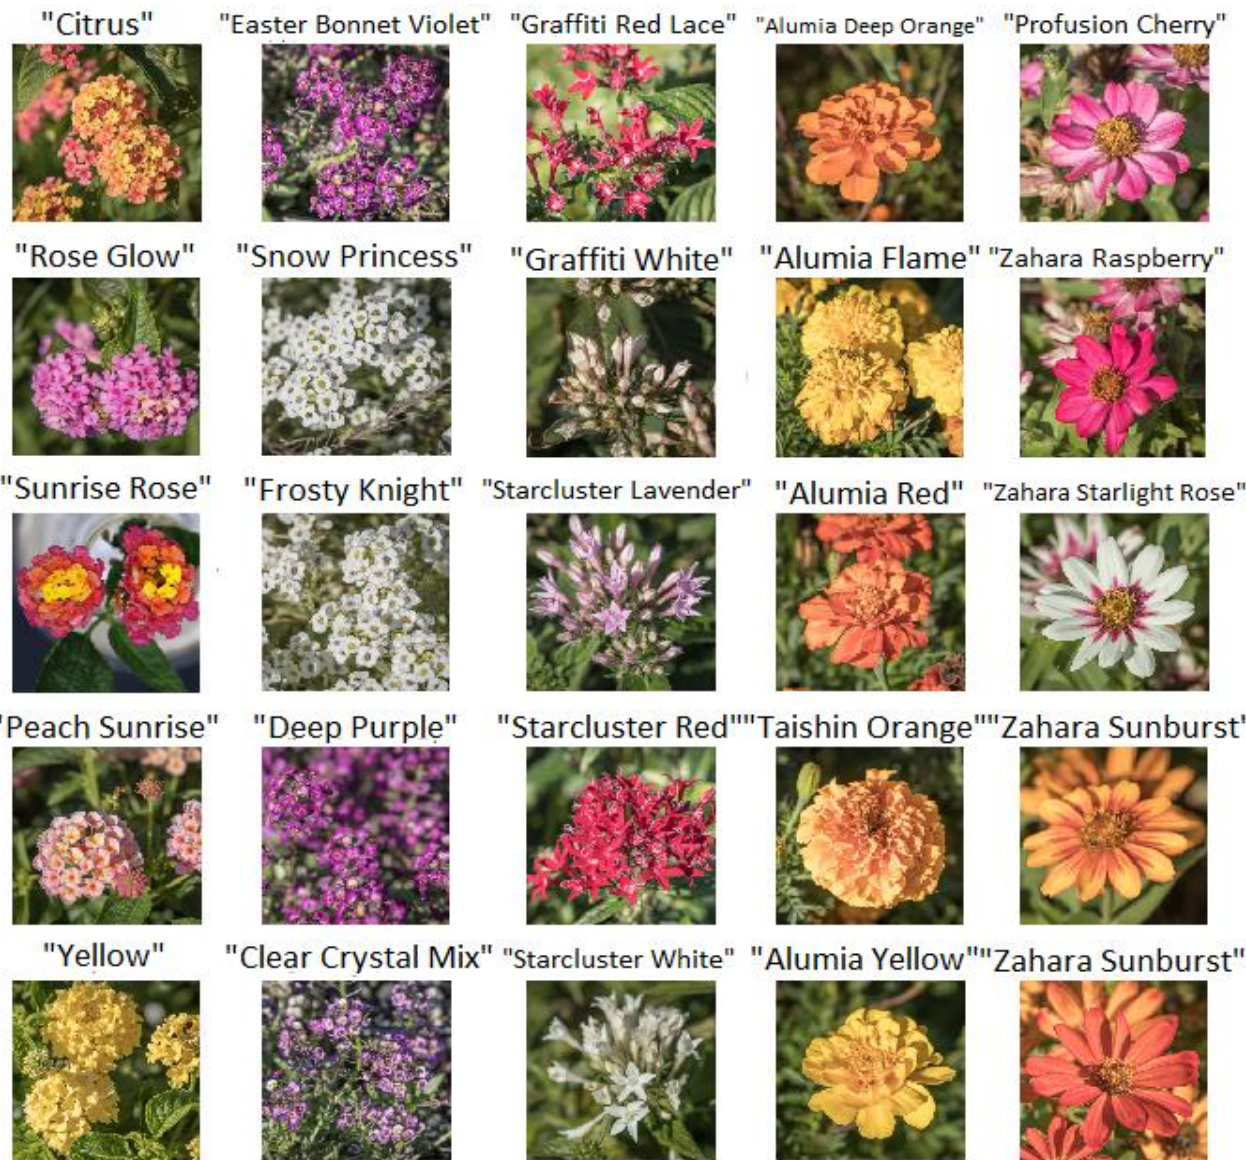 "Citrus" "Easter Bonnet Violet" "Graffiti Red Lace" "Alumia Deep Orange" "Profusion Cherry"
"Rose Glow" "Snow Princess" "Graffiti White" "Alumia Flame" "Zahara Raspberry"
"Sunrise Rose" "Frosty Knight" "Starcluster Lavender" "Alumia Red" "Zahara Starlight Rose"
"Peach Sunrise" "Deep Purple" "Starcluster Red" "Taishin Orange" "Zahara Sunburst"
"Yellow" "Clear Crystal Mix" "Starcluster White" "Alumia Yellow" "Zahara Sunburst"